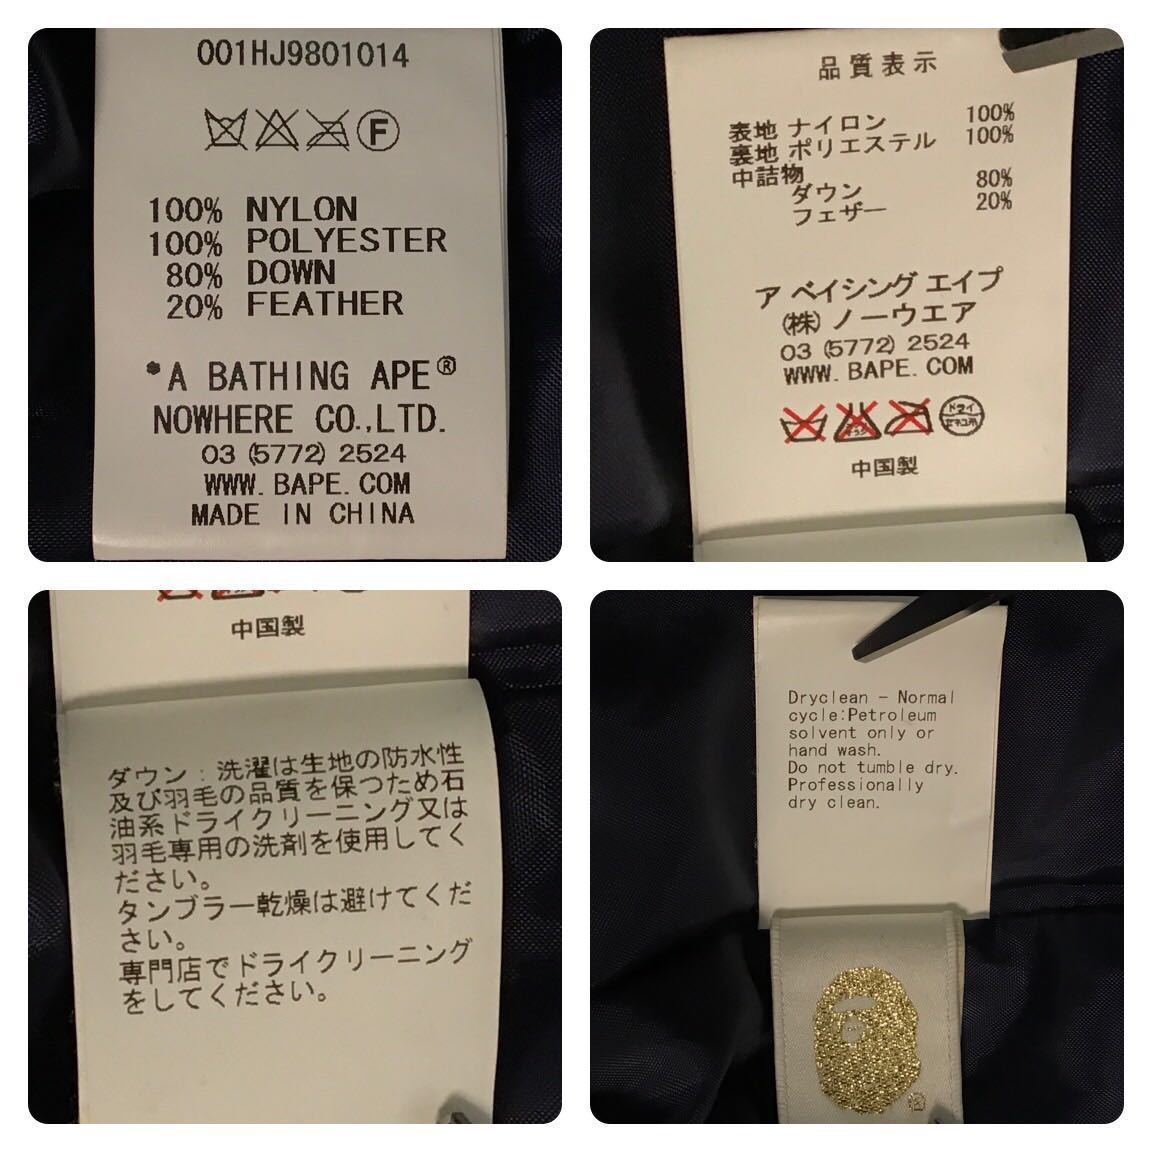 001HJ9801014
F
100% NYLON
100% POLYESTER
80% DOWN
20% FEATHER
*A BATHING APE®
NOWHERE CO.,LTD.
03 (5772) 2524
WWW. BAPE. COM
MADE IN CHINA
品質表示
表地 ナイロン 100%
裏地 ポリエステル 100%
中詰物
ダウン 80%
フェザー 20%
ア ベイシング エイプ
(株) ノーウエア
03 (5772) 2524
WWW. BAPE. COM
ドライ
セキユ系
中国製
中国製
ダウン：洗濯は生地の防水性
及び羽毛の品質を保つため石
油系ドライクリーニング又は
羽毛専用の洗剤を使用してく
ださい。
タンブラー乾燥は避けてくだ
さい。
専門店でドライクリーニング
をしてください。
Dryclean - Normal
cycle:Petroleum
solvent only or
hand wash.
Do not tumble dry.
Professionally
dry clean.
®